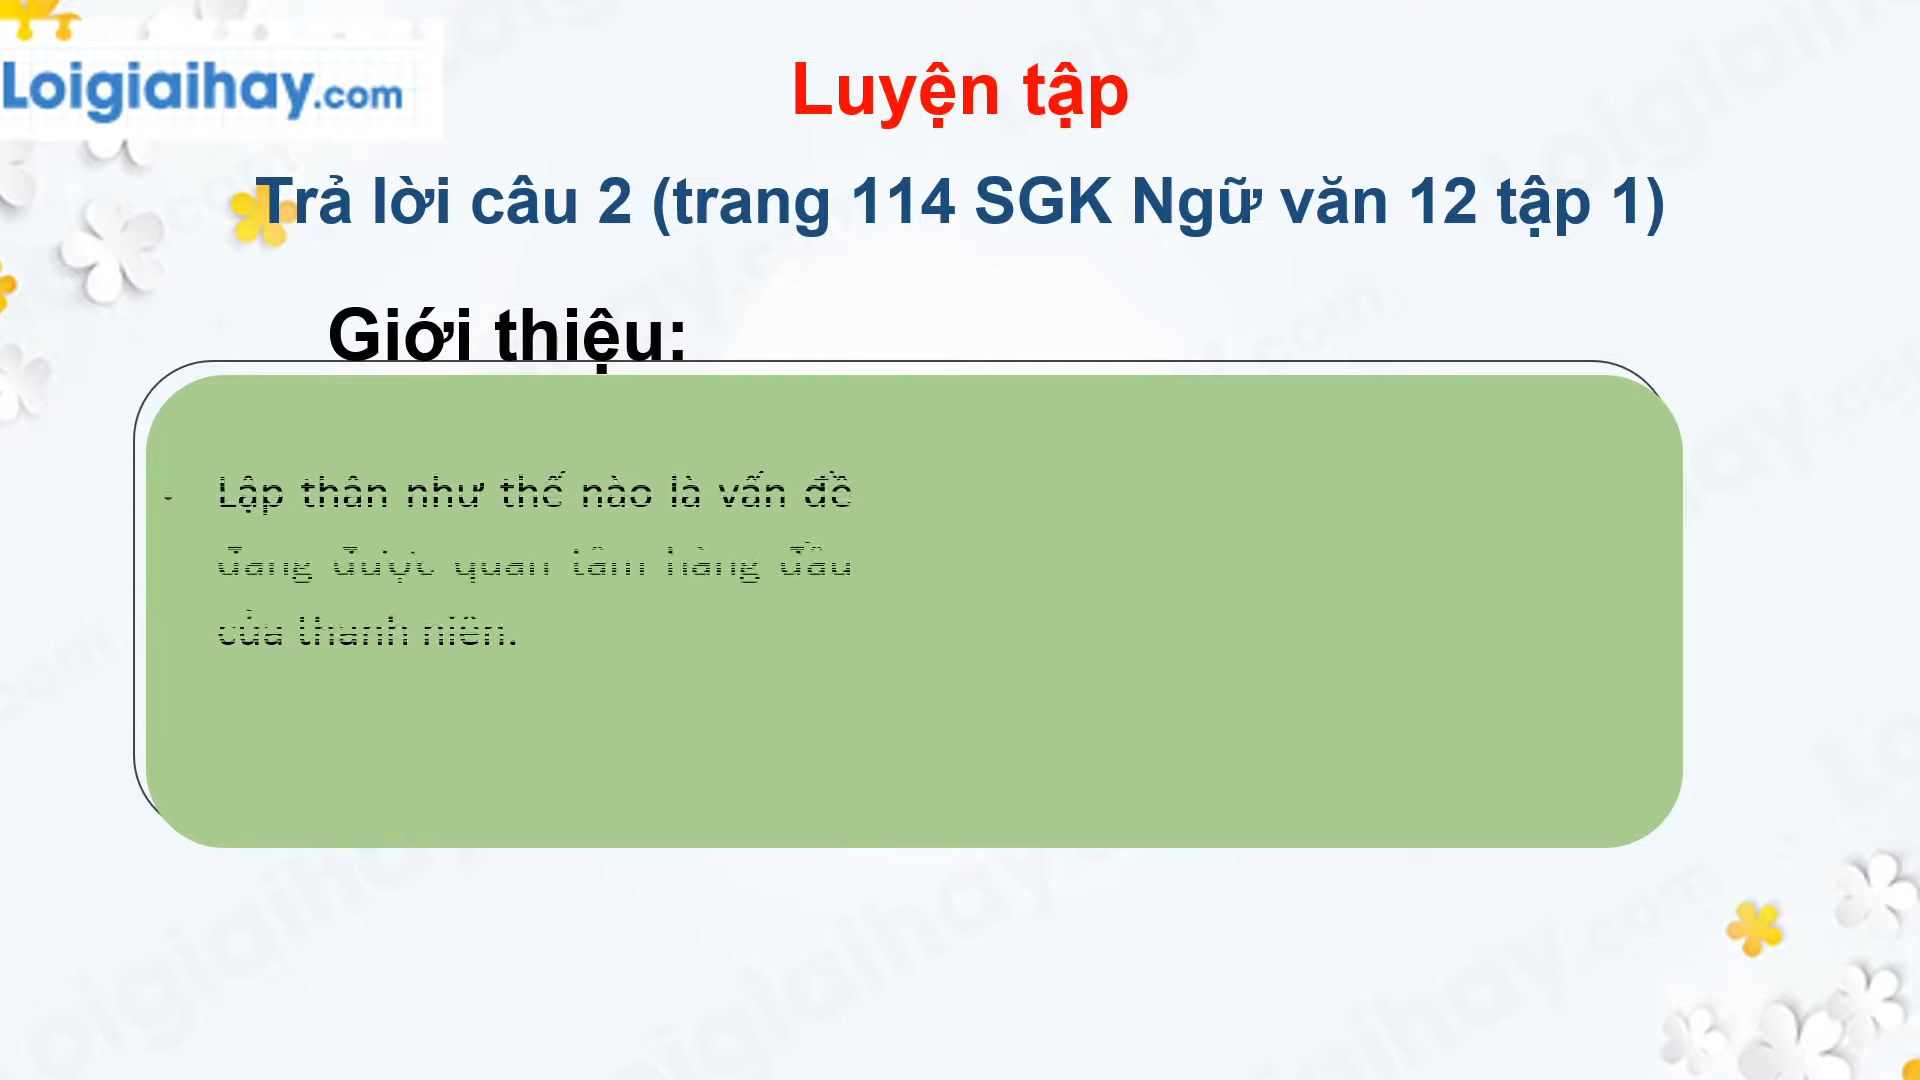 Loigiaihay.com
Luyện tập
Trả lời câu 2 (trang 114 SGK Ngữ văn 12 tập 1)
Giới thiệu:
- Lập thân như thế nào là vấn đề
đang được quan tâm hàng đầu
của thanh niên.